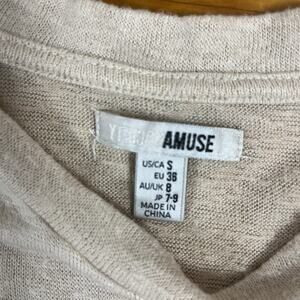 AMUSE
US/CA S
EU 36
AU/UK 8
JP 7-9
MADE IN
CHINA